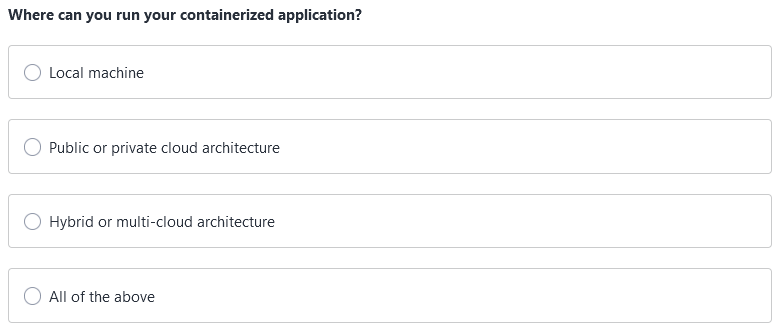 Where can you run your containerized application?
Local machine
Public or private cloud architecture
Hybrid or multi-cloud architecture
All of the above